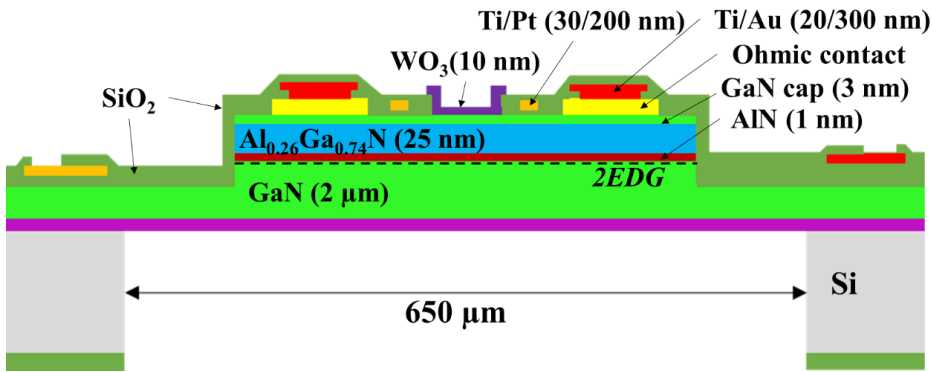 Ti/Pt (30/200 nm)
Ti/Au (20/300 nm)
WO₃(10 nm)
Ohmic contact
SiO₂
GaN cap (3 nm)
AlN (1 nm)
Al₀.₂₆Ga₀.₇₄N (25 nm)
2EDG
GaN (2 µm)
Si
650 µm